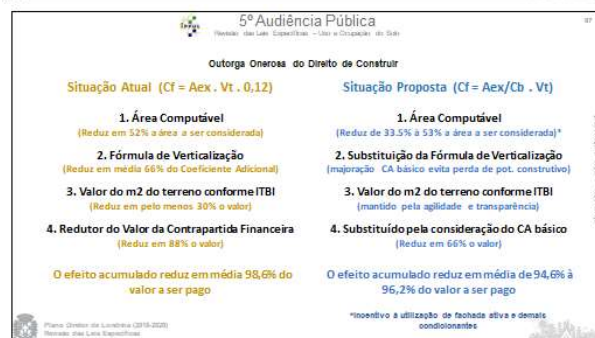 IPPUL
5º Audiência Pública
Revisão das Leis Específicas – Uso e Ocupação do Solo
97
Outorga Onerosa do Direito de Construir
Situação Atual (Cf = Aex . Vt . 0,12)
1. Área Computável
(Reduz em 52% a área a ser considerada)
2. Fórmula de Verticalização
(Reduz em média 66% do Coeficiente Adicional)
3. Valor do m2 do terreno conforme ITBI
(Reduz em pelo menos 30% o valor)
4. Redutor do Valor da Contrapartida Financeira
(Reduz em 88% o valor)
O efeito acumulado reduz em média 98,6% do
valor a ser pago
Situação Proposta (Cf = Aex/Cb . Vt)
1. Área Computável
(Reduz de 33.5% à 53% a área a ser considerada)*
2. Substituição da Fórmula de Verticalização
(majoração CA básico evita perda de pot. construtivo)
3. Valor do m2 do terreno conforme ITBI
(mantido pela agilidade e transparência)
4. Substituído pela consideração do CA básico
(Reduz em 66% o valor)
O efeito acumulado reduz em média de 94,6% à
96,2% do valor a ser pago
*Incentivo à utilização de fachada ativa e demais
condicionantes
Plano Diretor de Londrina (2018-2028)
Revisão das Leis Específicas